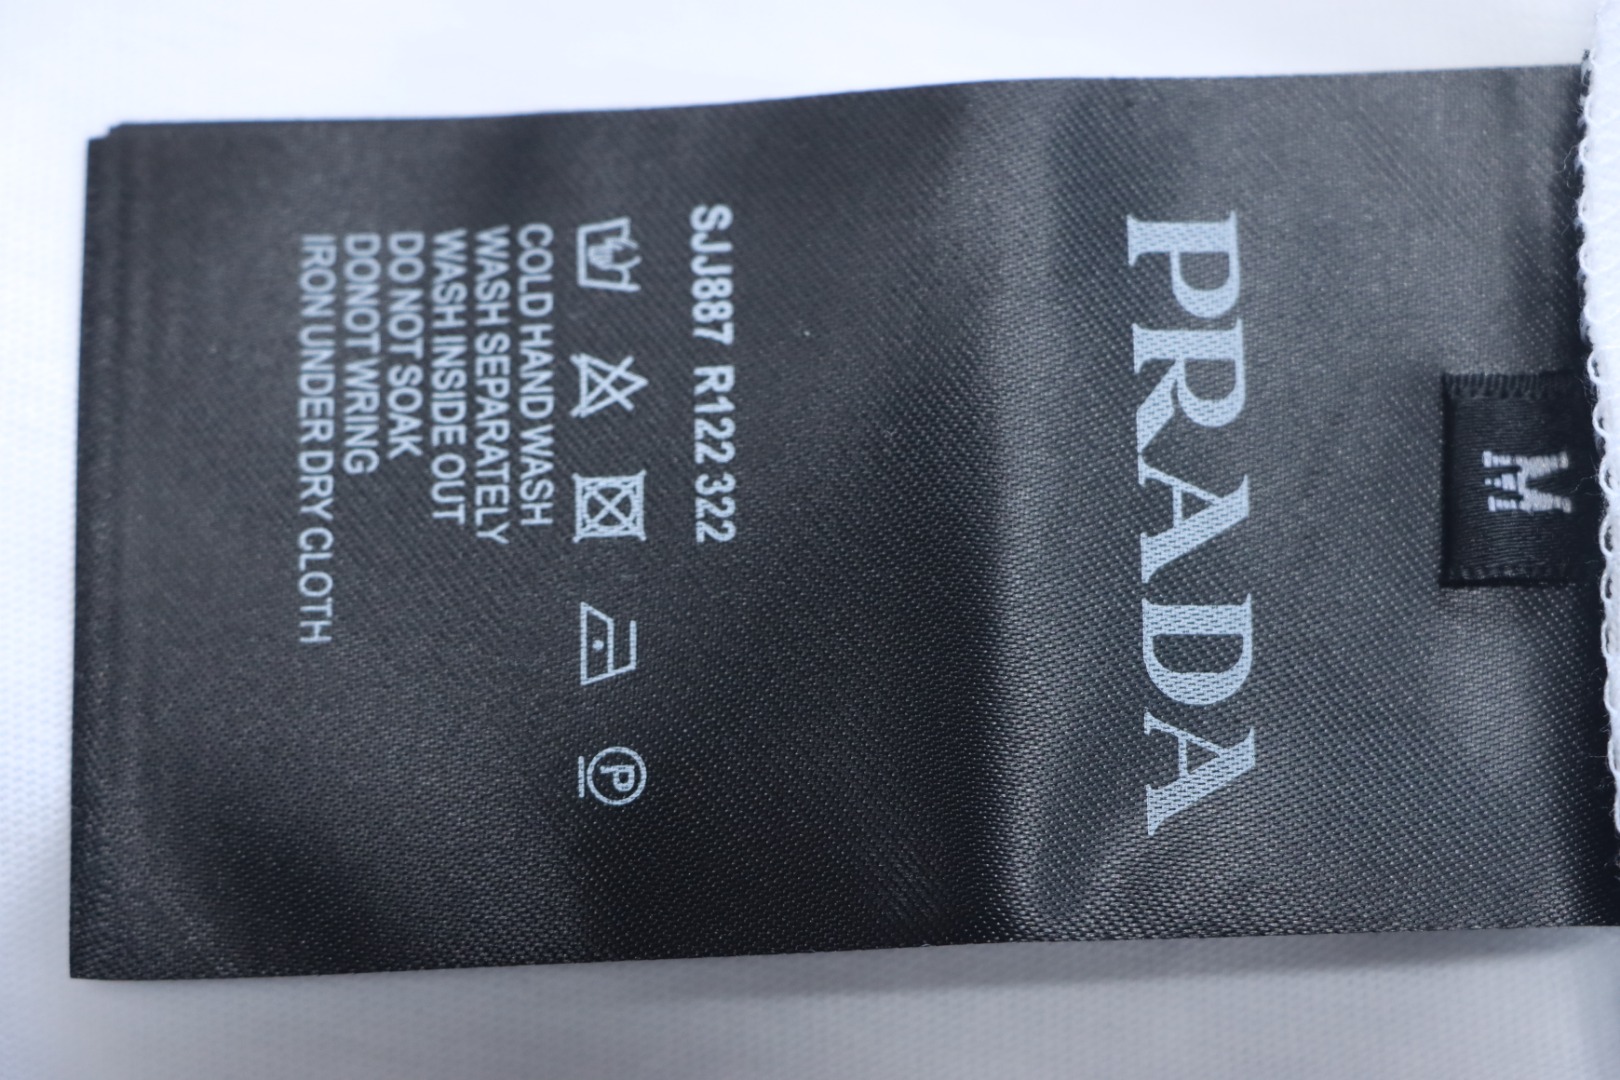 M
PRADA
SJJ887 R122 322
P
COLD HAND WASH
WASH SEPARATELY
WASH INSIDE OUT
DO NOT SOAK
DONOT WRING
IRON UNDER DRY CLOTH